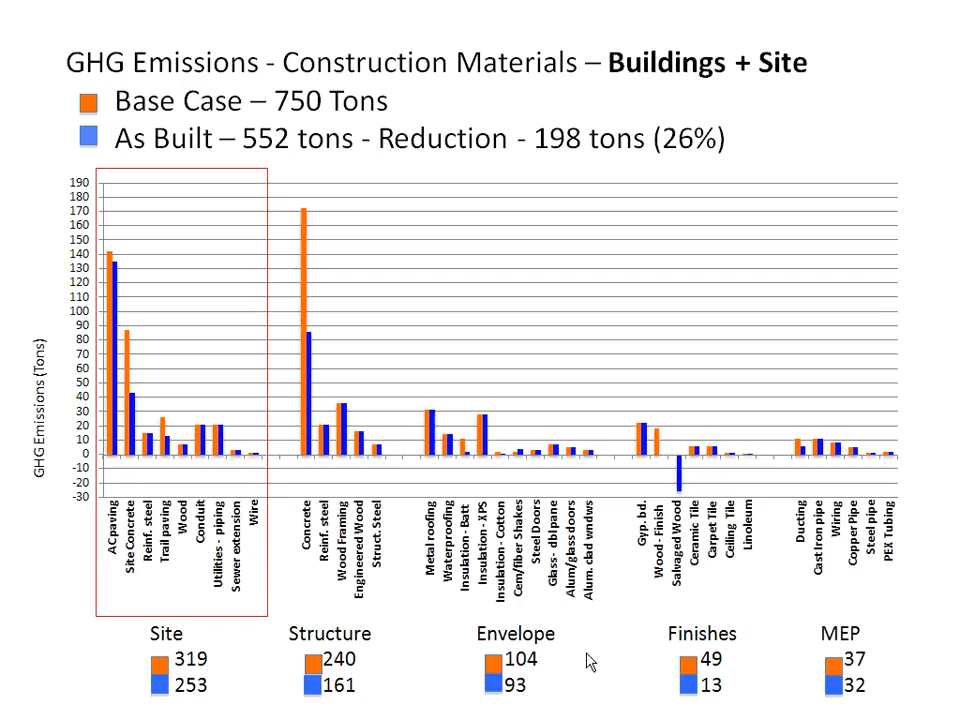 GHG Emissions - Construction Materials – Buildings + Site
Base Case – 750 Tons
As Built – 552 tons - Reduction - 198 tons (26%)
190
180
170
160
150
140
130
120
110
100
90
80
70
60
50
40
30
20
10
0
-10
-20
-30
GHG Emissions (Tons)
AC paving
Site Concrete
Reinf. steel
Trail paving
Wood
Conduit
Utilities - piping
Sewer extension
Wire
Concrete
Reinf. steel
Wood Framing
Engineered Wood
Struct. Steel
Metal roofing
Waterproofing
Insulation - Batt
Insulation - XPS
Insulation - Cotton
Cem/fiber Shakes
Steel Doors
Glass - dbl pane
Alum/glass doors
Alum. clad wndws
Gyp. bd.
Wood - Finish
Salvaged Wood
Ceramic Tile
Carpet Tile
Ceiling Tile
Linoleum
Ducting
Cast Iron pipe
Wiring
Copper Pipe
Steel pipe
PEX Tubing
Site Structure Envelope Finishes MEP
319 240 104 49 37
253 161 93 13 32